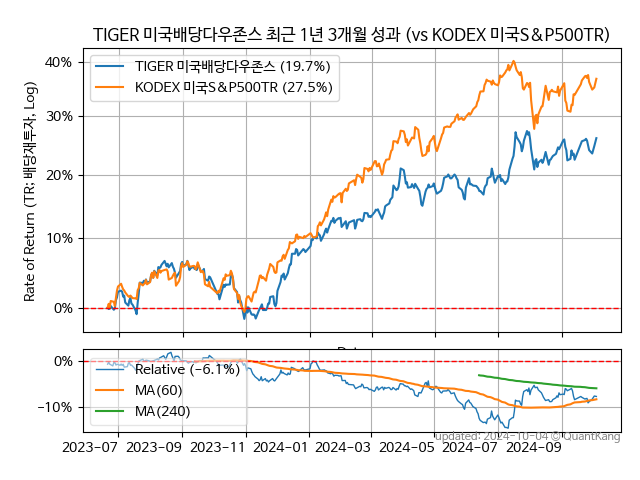 TIGER 미국배당다우존스 최근 1년 3개월 성과 (vs KODEX 미국S&P500TR)
Rate of Return (TR: 배당재투자, Log)
40%
30%
20%
10%
0%
TIGER 미국배당다우존스 (19.7%)
KODEX 미국S&P500TR (27.5%)
0%
−10%
Relative (-6.1%)
MA(60)
MA(240)
2023-07 2023-09 2023-11 2024-01 2024-03 2024-05 2024-07 2024-09
updated: 2024-10-04 © QuantKang